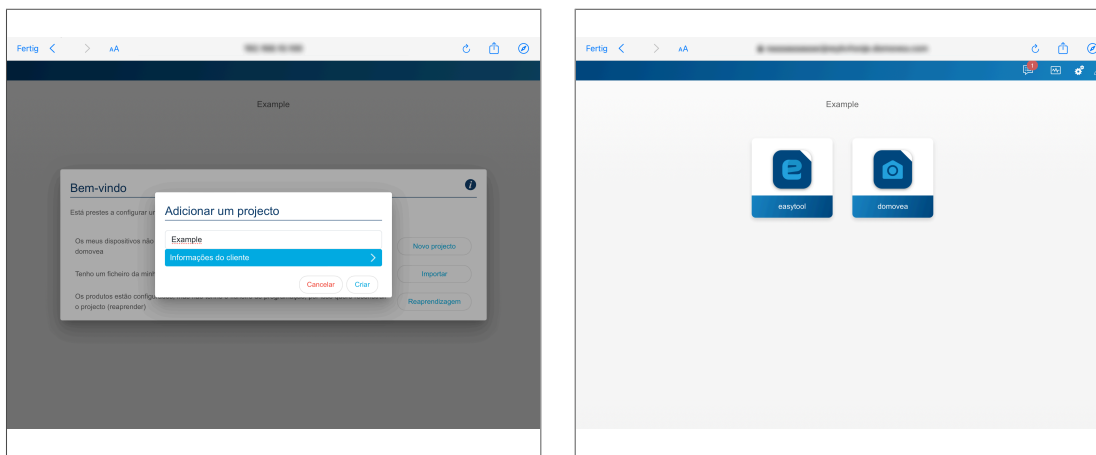 Fertig
AA
Example
Bem-vindo
Está prestes a configurar
Os meus dispositivos não
domovea
Novo projecto
Tenho um ficheiro da minh
Importar
Os produtos estão
o projecto (reaprender)
Reaprendizagem
Adicionar um projecto
Example
Informações do cliente
Cancelar
Criar
Fertig
AA
1
Example
easytool
domovea